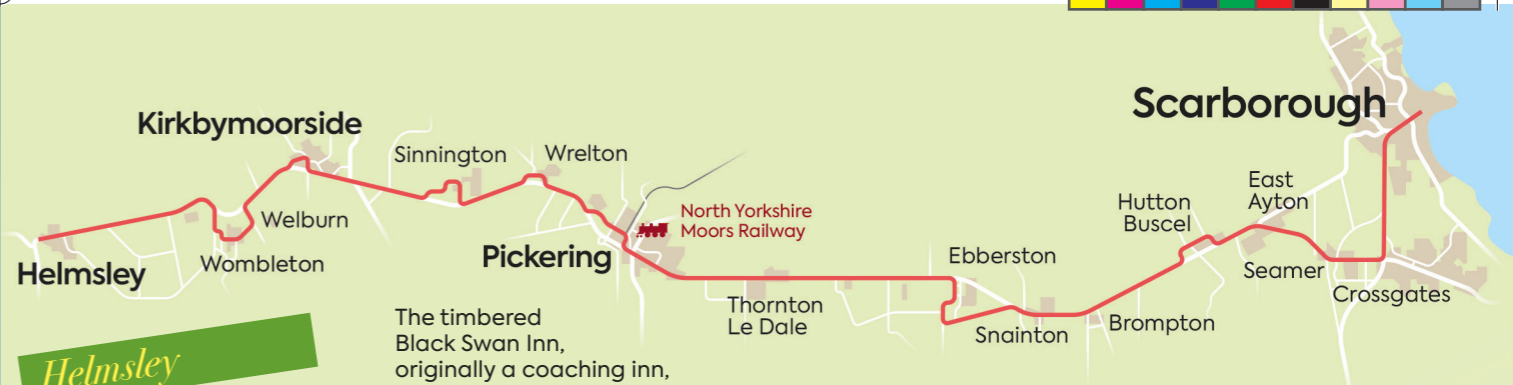 Scarborough
Kirkbymoorside
Sinnington
Wrelton
East
Ayton
Hutton
Buscel
North Yorkshire
Moors Railway
Welburn
Pickering
Ebberston
Wombleton
Helmsley
Seamer
Crossgates
Thornton
Le Dale
Brompton
Snainton
Helmsley
The timbered
Black Swan Inn,
originally a coaching inn,